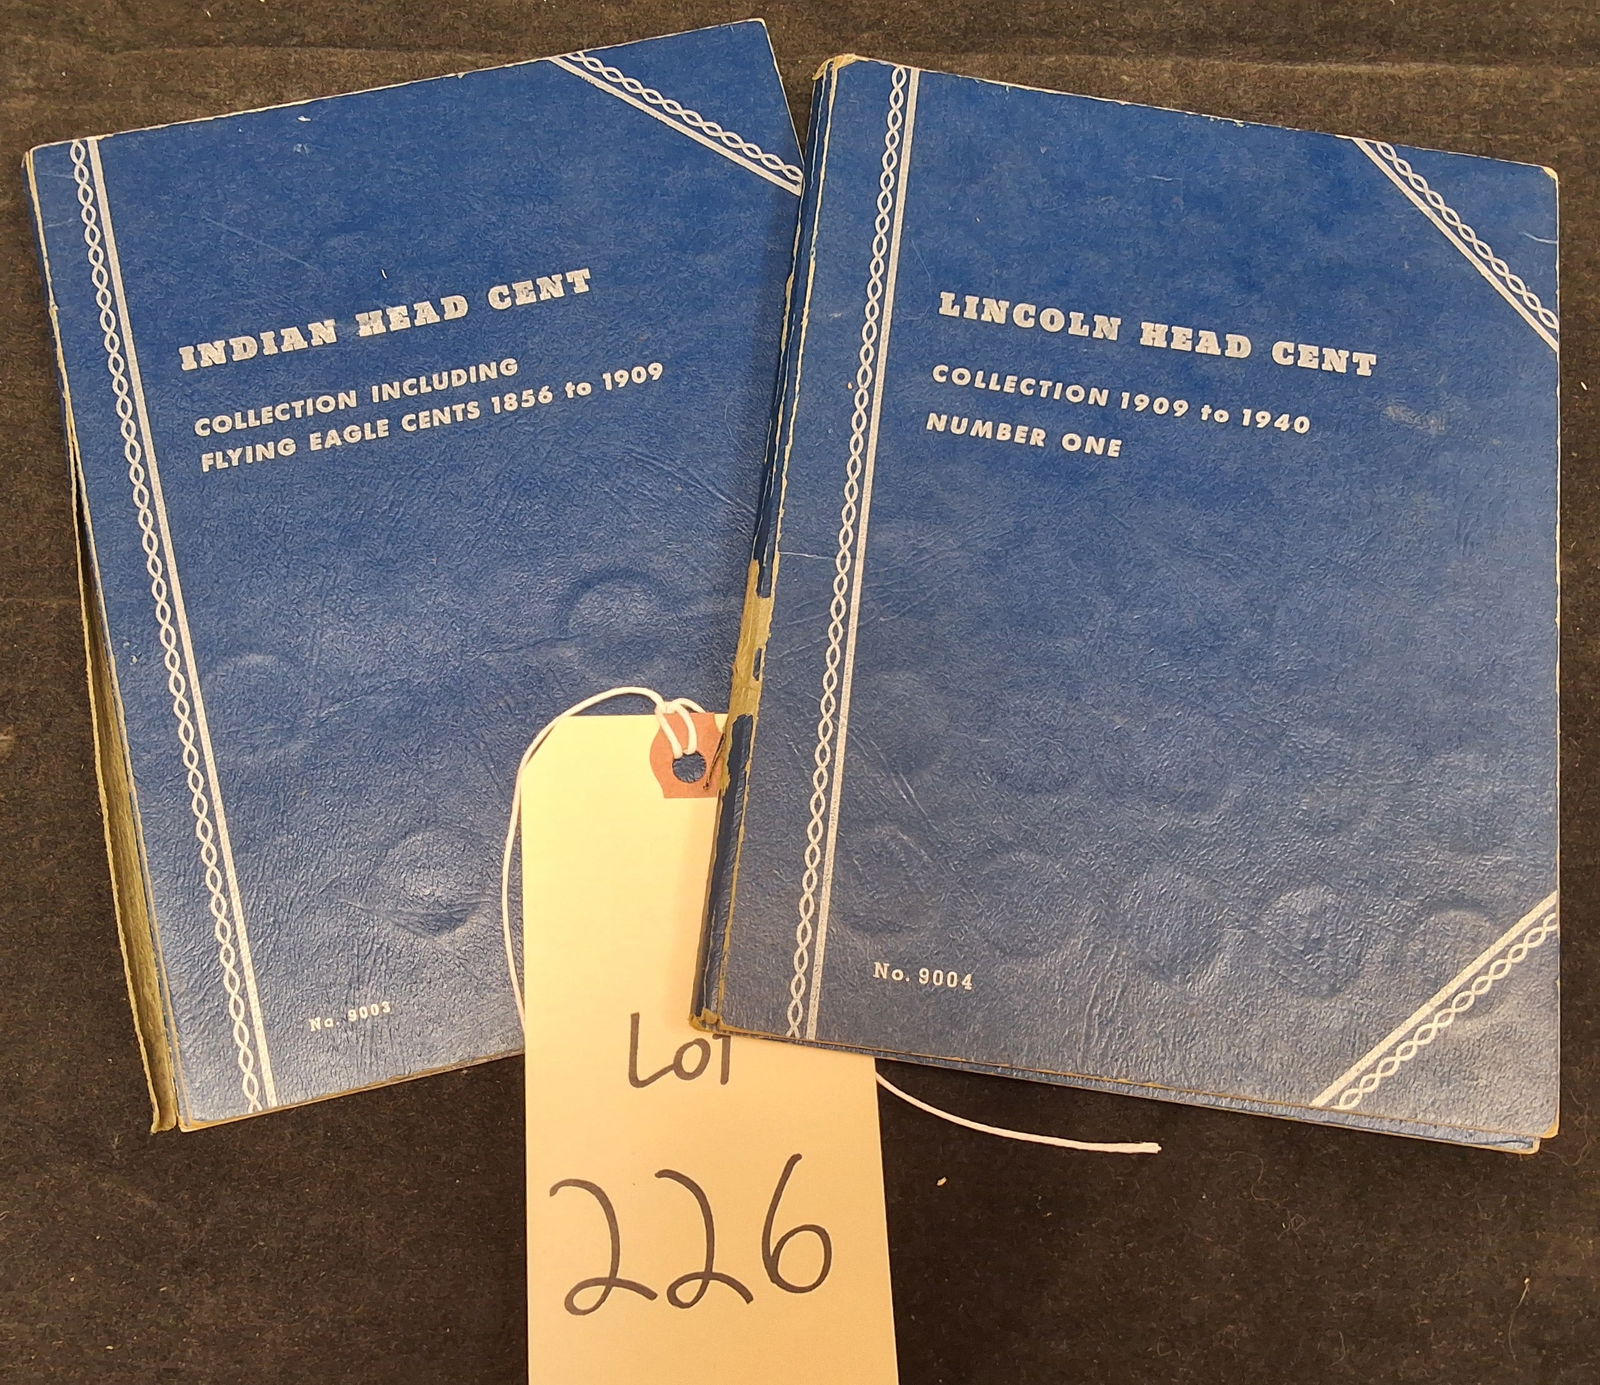 INDIAN HEAD CENT
COLLECTION INCLUDING
FLYING EAGLE CENTS 1856 to 1909
No. 9003
LINCOLN HEAD CENT
COLLECTION 1909 to 1940
NUMBER ONE
No. 9004
Lot
226